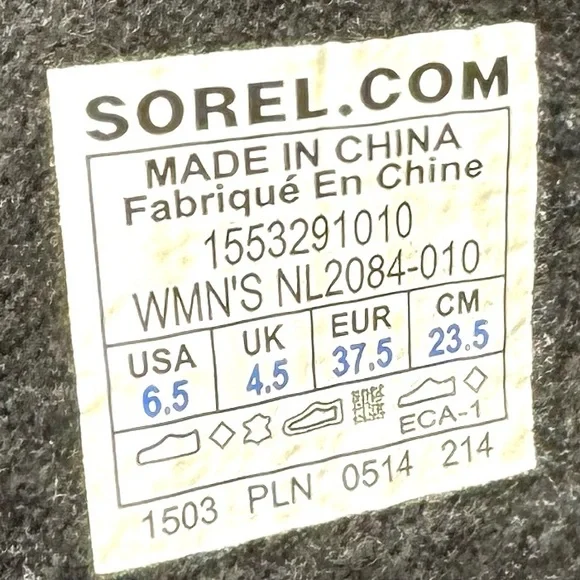 SOREL.COM
MADE IN CHINA
Fabriqué En Chine
1553291010
WMN'S NL2084-010
USA UK EUR CM
6.5 4.5 37.5 23.5
ECA-1
1503 PLN 0514 214